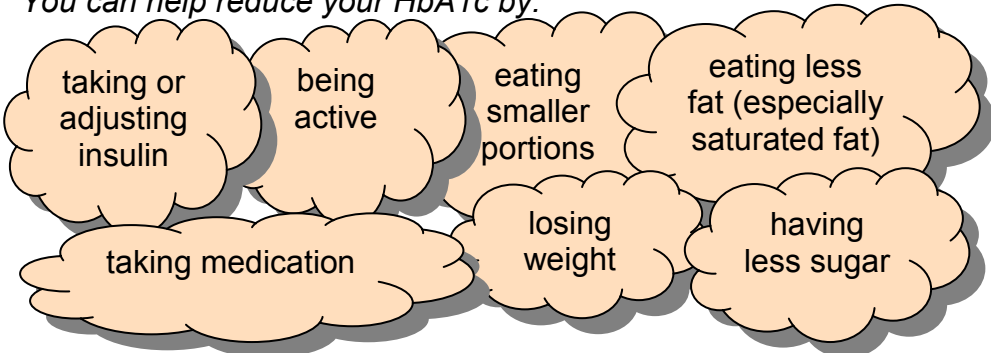 You can help reduce your HbA1c by:
taking or
adjusting
insulin
being
active
eating
smaller
portions
eating less
fat (especially
saturated fat)
taking medication
losing
weight
having
less sugar